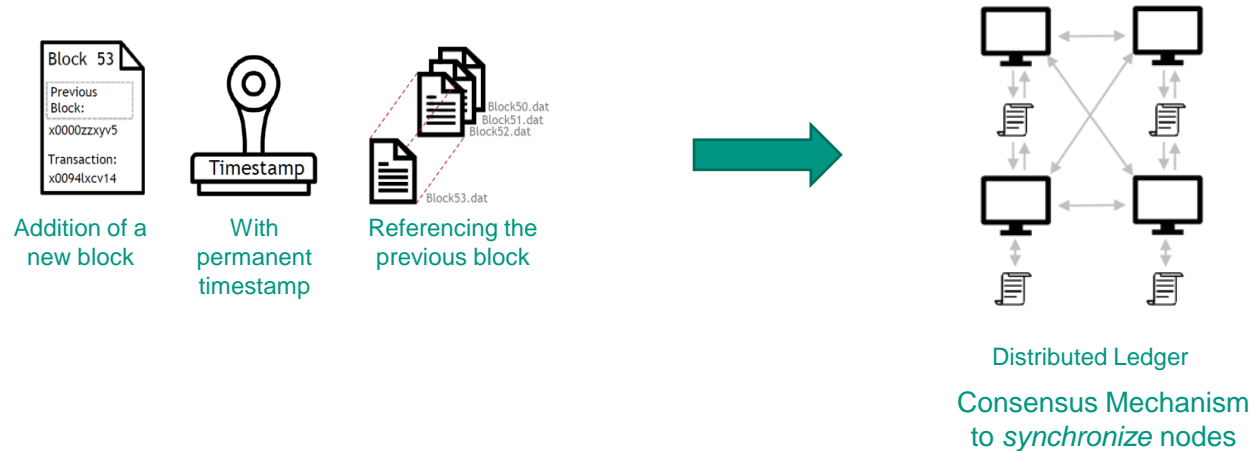 Block 53
Previous
Block:
x0000zzxyv5
Transaction:
x0094lxcv14
Addition of a
new block
Timestamp
With
permanent
timestamp
Block50.dat
Block51.dat
Block52.dat
Block53.dat
Referencing the
previous block
Distributed Ledger
Consensus Mechanism
to synchronize nodes